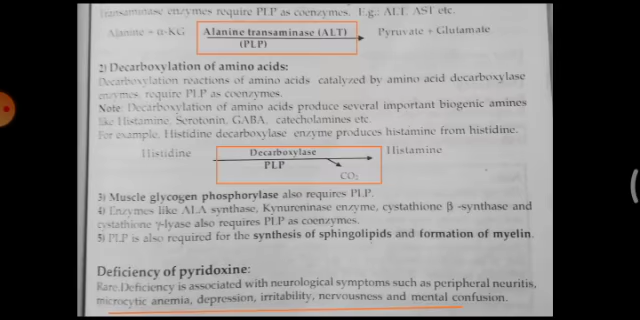 Transaminase enzymes require PLP as coenzymes. E.g.: ALT, AST etc.
Alanine + α-KG Alanine transaminase (ALT) Pyruvate + Glutamate
(PLP)
2) Decarboxylation of amino acids:
Decarboxylation reactions of amino acids catalyzed by amino acid decarboxylase
enzymes, require PLP as coenzymes.
Note: Decarboxylation of amino acids produce several important biogenic amines
like Histamine, Serotonin, GABA, catecholamines etc.
For example, Histidine decarboxylase enzyme produces histamine from histidine.
Histidine Decarboxylase Histamine
PLP
CO₂
3) Muscle glycogen phosphorylase also requires PLP.
4) Enzymes like ALA synthase, Kynureninase enzyme, cystathione β -synthase and
cystathione γ-lyase also requires PLP as coenzymes.
5) PLP is also required for the synthesis of sphingolipids and formation of myelin.
Deficiency of pyridoxine:
Rare.Deficiency is associated with neurological symptoms such as peripheral neuritis,
microcytic anemia, depression, irritability, nervousness and mental confusion.